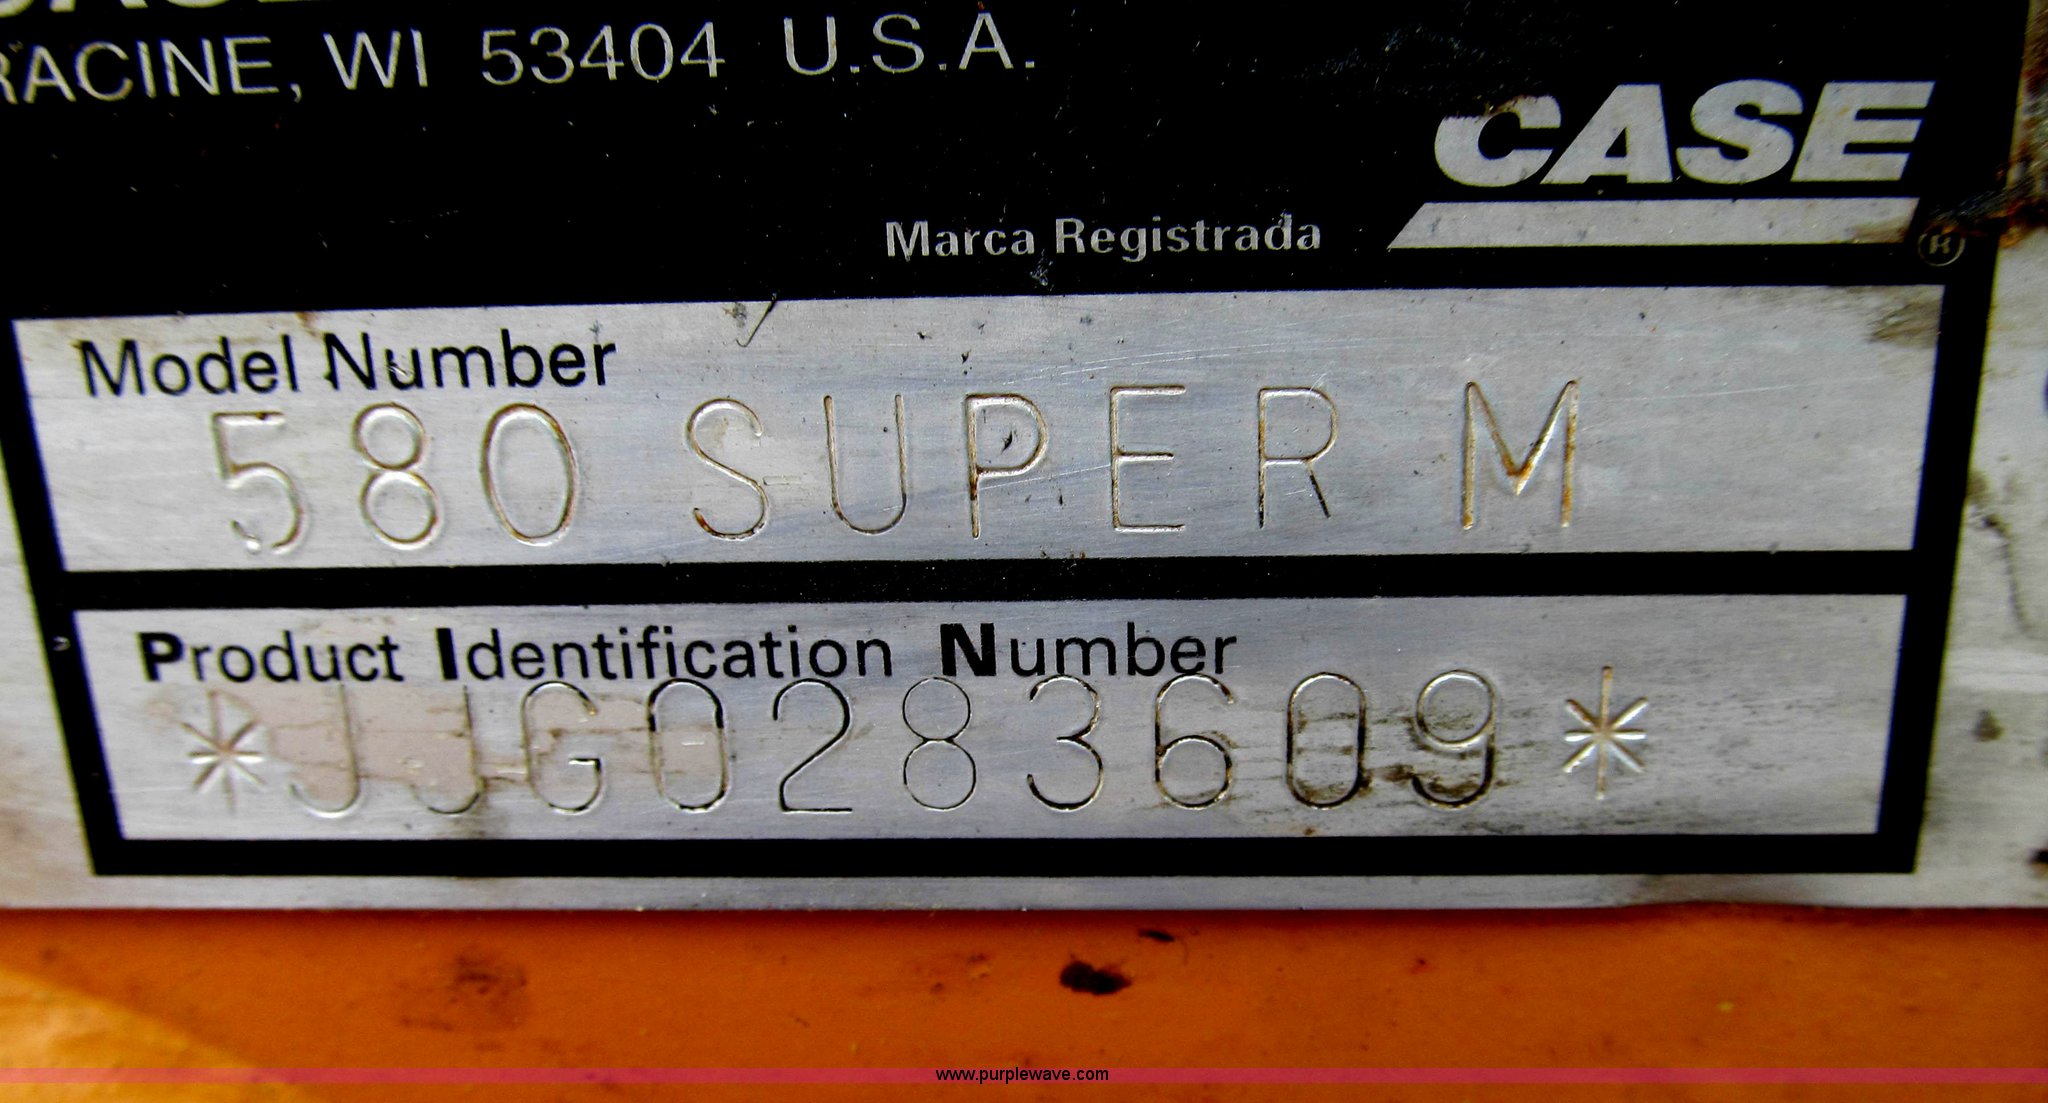 RACINE, WI 53404 U.S.A.
CASE
Marca Registrada
®
Model Number
580 SUPER M
Product Identification Number
*JJG0283609*
www.purplewave.com